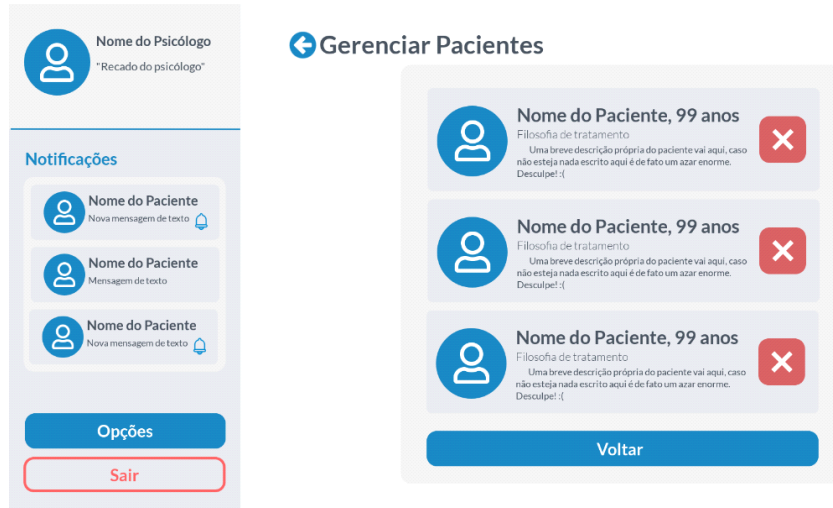 Nome do Psicólogo
"Recado do psicólogo"
Notificações
Nome do Paciente
Nova mensagem de texto
Nome do Paciente
Mensagem de texto
Nome do Paciente
Nova mensagem de texto
Opções
Sair
Gerenciar Pacientes
Nome do Paciente, 99 anos
Filosofia de tratamento
Uma breve descrição própria do paciente vai aqui, caso
não esteja nada escrito aqui é de fato um azar enorme.
Desculpe! :(
Nome do Paciente, 99 anos
Filosofia de tratamento
Uma breve descrição própria do paciente vai aqui, caso
não esteja nada escrito aqui é de fato um azar enorme.
Desculpe! :(
Nome do Paciente, 99 anos
Filosofia de tratamento
Uma breve descrição própria do paciente vai aqui, caso
não esteja nada escrito aqui é de fato um azar enorme.
Desculpe! :(
Voltar